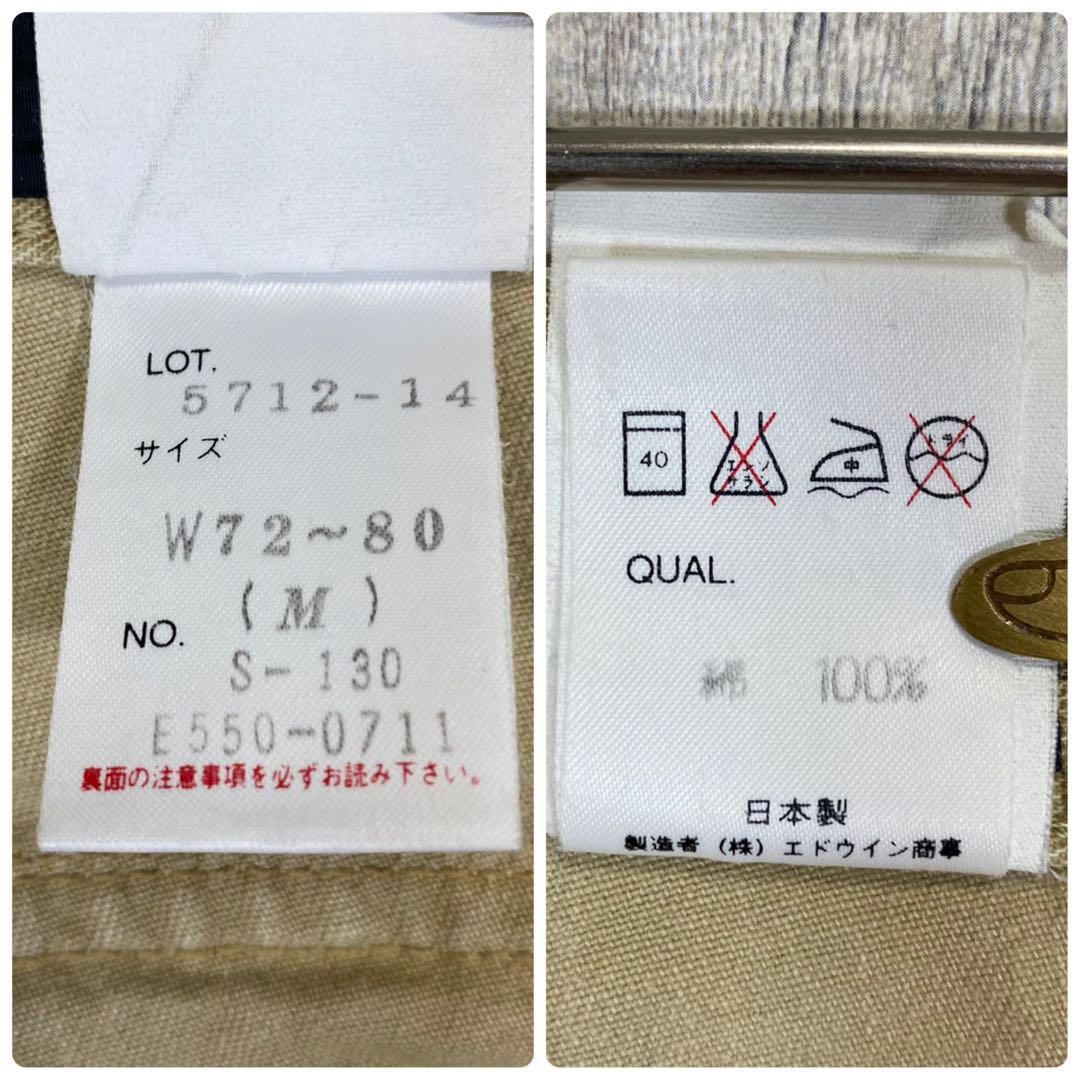 LOT.
5712-14
サイズ
W72~80
(M)
NO.
S-130
E550-0711
裏面の注意事項を必ずお読み下さい。
40
エンソ
サラシ
中
ドライ
QUAL.
綿 100%
日本製
製造者 (株) エドウイン商事